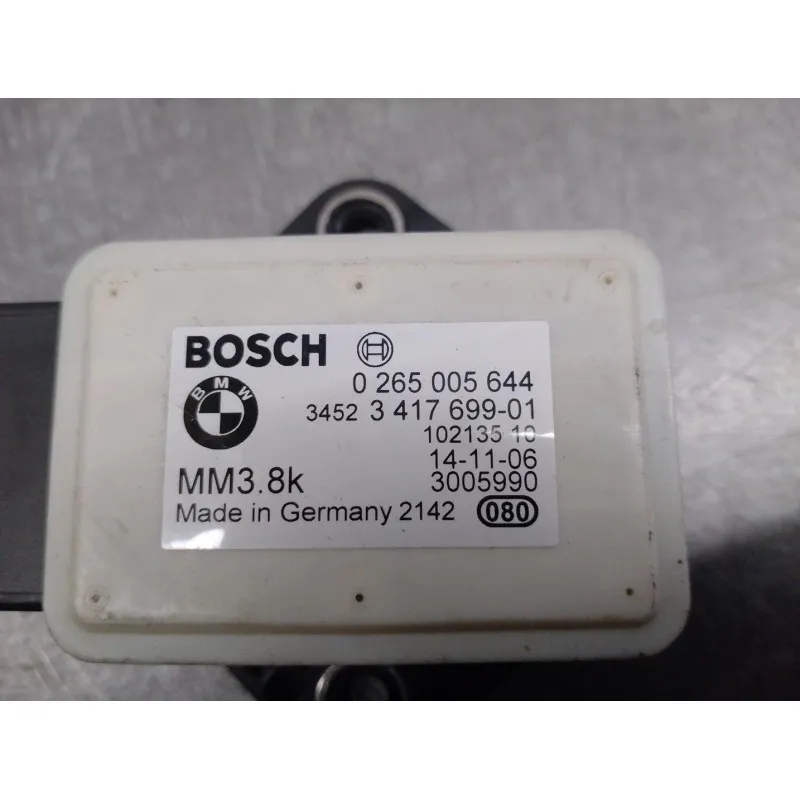 BOSCH
0 265 005 644
BMW
3452 3 417 699-01
102135 10
14-11-06
MM3.8k 3005990
Made in Germany 2142 080